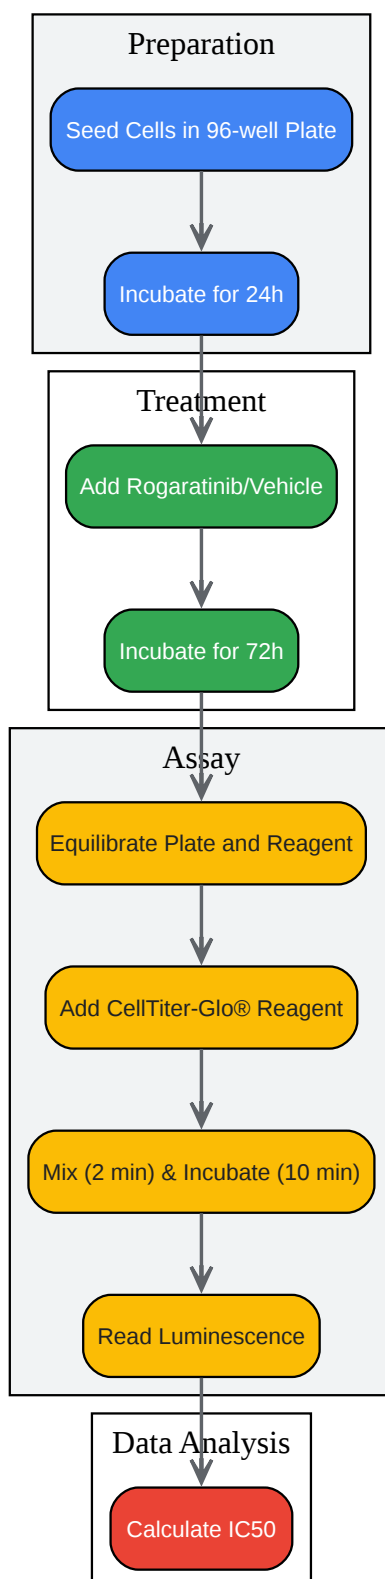 Preparation
Seed Cells in 96-well Plate
Incubate for 24h
Treatment
Add Rogaratinib/Vehicle
Incubate for 72h
Assay
Equilibrate Plate and Reagent
Add CellTiter-Glo® Reagent
Mix (2 min) & Incubate (10 min)
Read Luminescence
Data Analysis
Calculate IC50